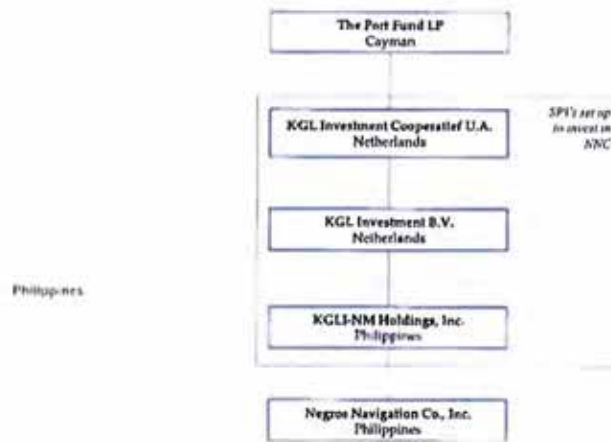 The Port Fund LP
Cayman
KGL Investment Cooperatief U.A.
Netherlands
SPV's set up
to invest in
NNC
KGL Investment B.V.
Netherlands
Philippines
KGLI-NM Holdings, Inc.
Philippines
Negros Navigation Co., Inc.
Philippines